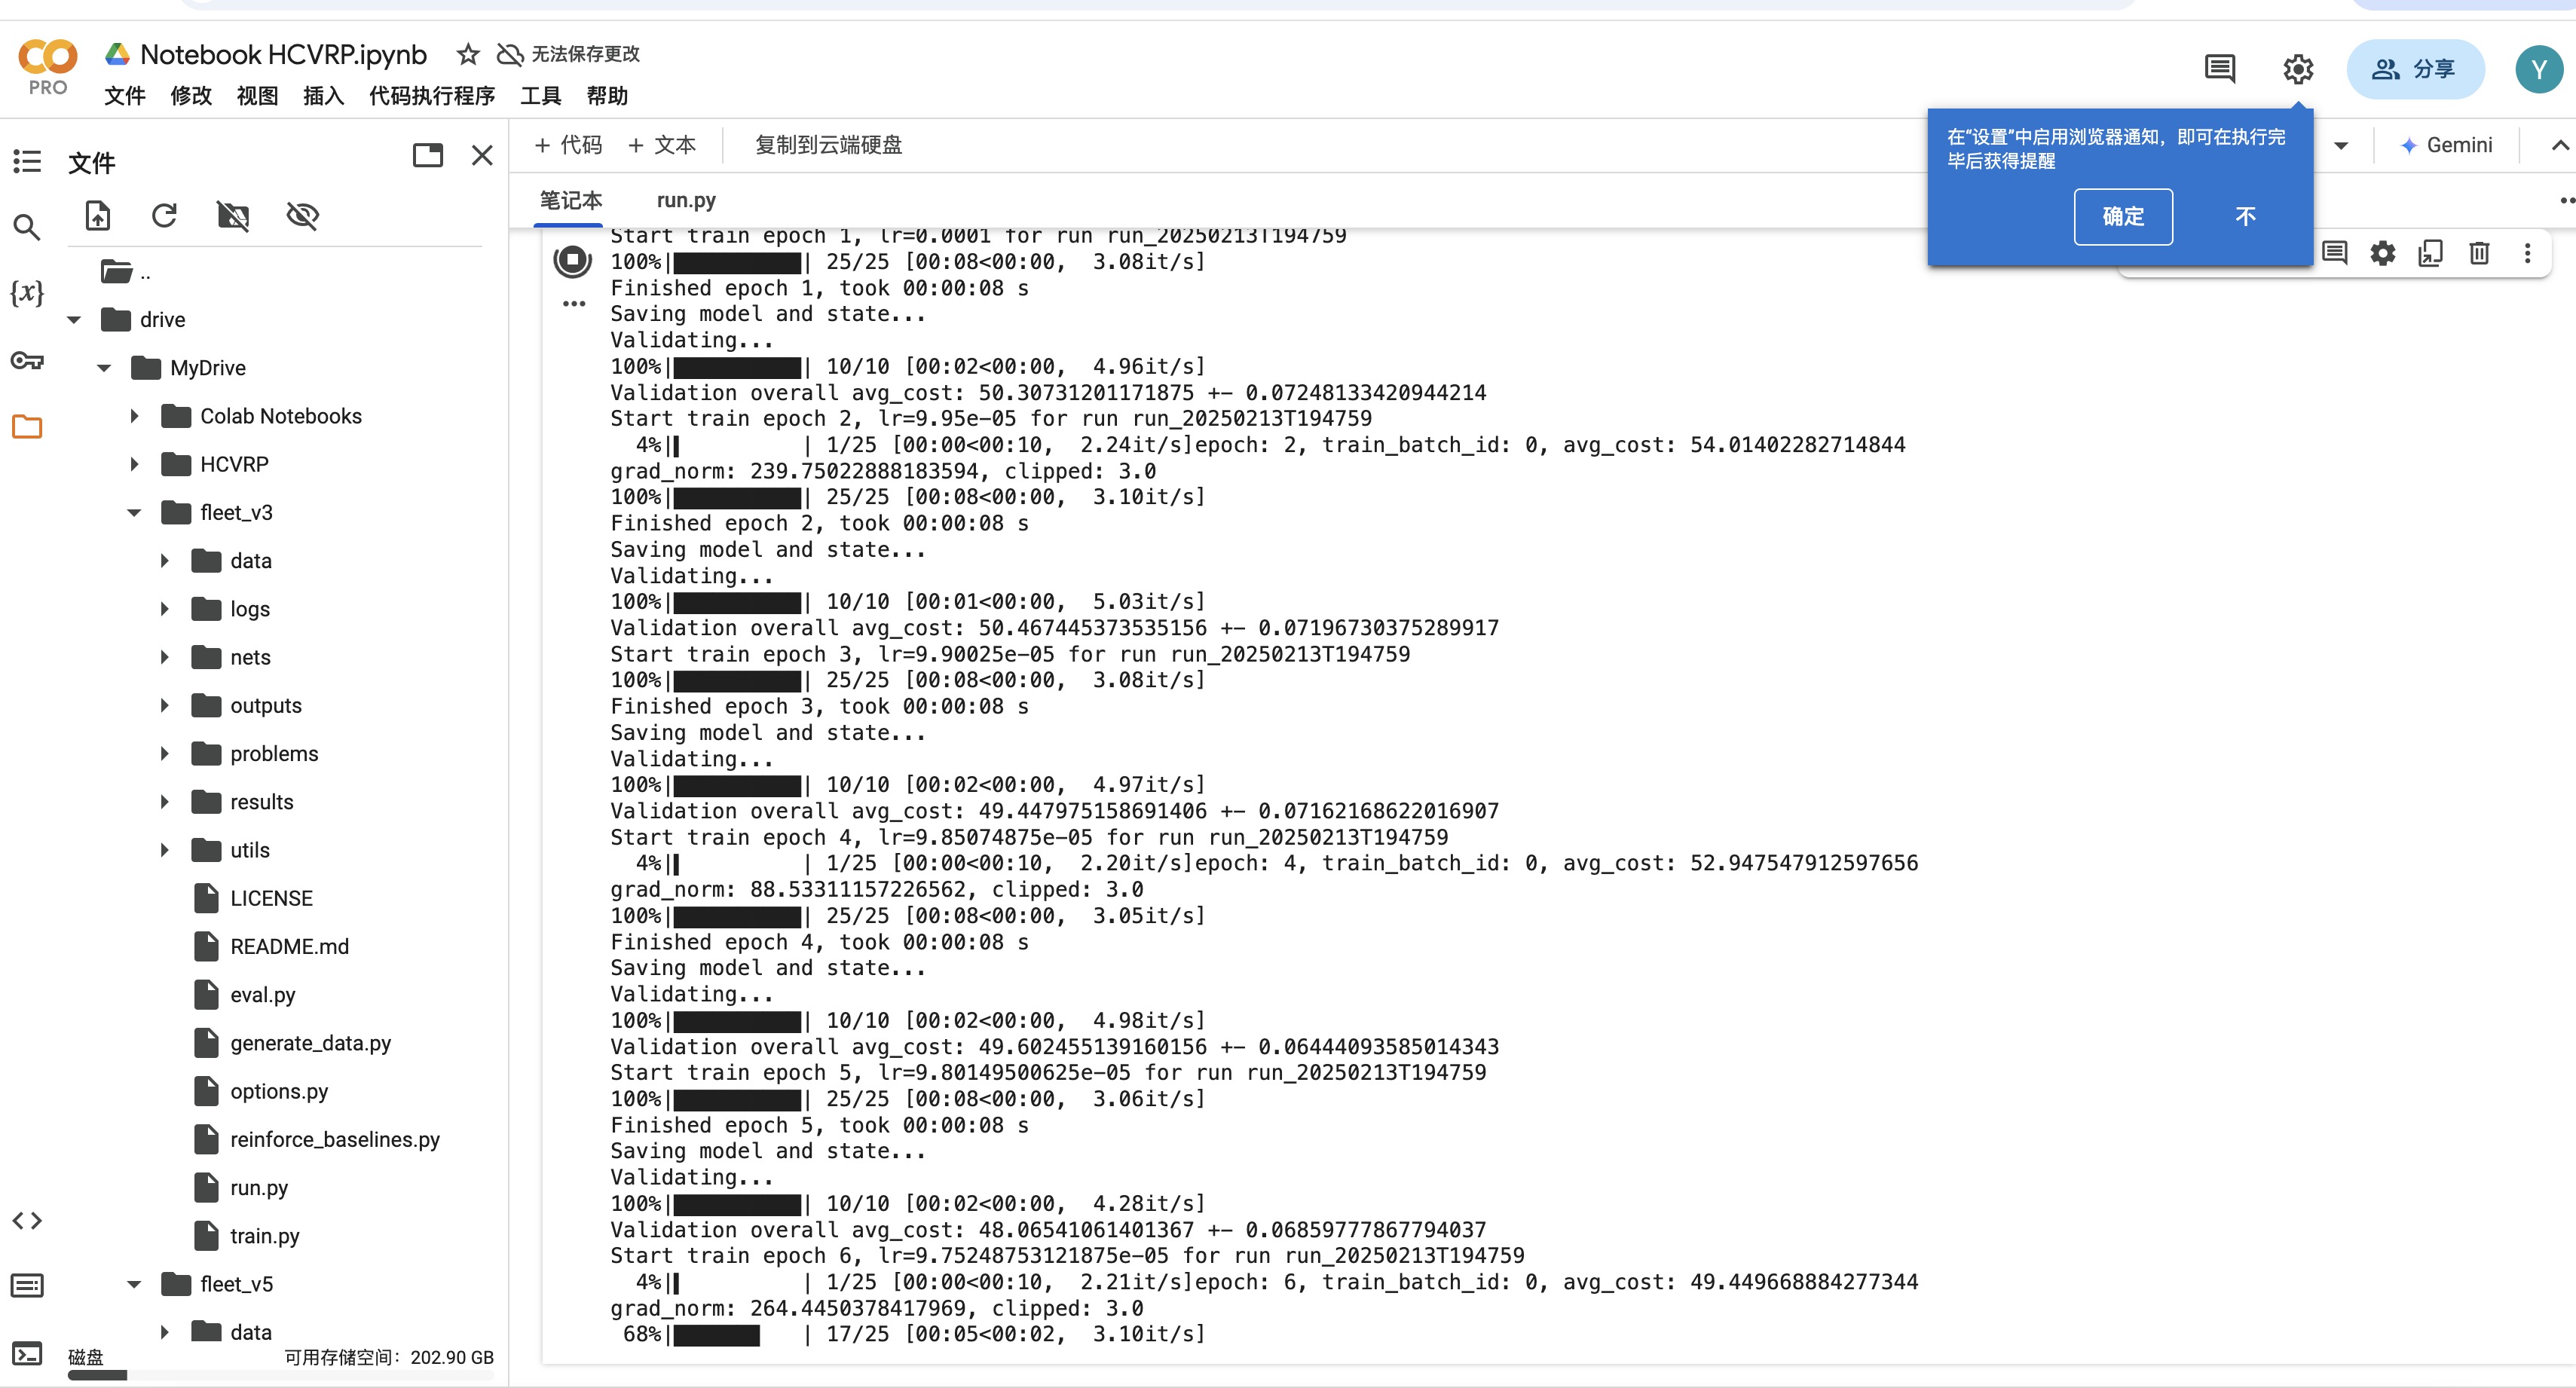 PRO
Notebook HCVRP.ipynb
无法保存更改
文件 修改 视图 插入 代码执行程序 工具 帮助
分享
Y
文件
+ 代码 + 文本 复制到云端硬盘
Gemini
在“设置”中启用浏览器通知，即可在执行完
毕后获得提醒
确定 不
笔记本 run.py
{x}
..
drive
MyDrive
Colab Notebooks
HCVRP
fleet_v3
data
logs
nets
outputs
problems
results
utils
LICENSE
README.md
eval.py
generate_data.py
options.py
reinforce_baselines.py
run.py
train.py
fleet_v5
data
磁盘 可用存储空间：202.90 GB
Start train epoch 1, lr=0.0001 for run run_20250213T194759
100%|██████████| 25/25 [00:08<00:00,  3.08it/s]
Finished epoch 1, took 00:00:08 s
Saving model and state...
Validating...
100%|██████████| 10/10 [00:02<00:00,  4.96it/s]
Validation overall avg_cost: 50.30731201171875 +- 0.07248133420944214
Start train epoch 2, lr=9.95e-05 for run run_20250213T194759
4%|▍         | 1/25 [00:00<00:10,  2.24it/s]epoch: 2, train_batch_id: 0, avg_cost: 54.01402282714844
grad_norm: 239.75022888183594, clipped: 3.0
100%|██████████| 25/25 [00:08<00:00,  3.10it/s]
Finished epoch 2, took 00:00:08 s
Saving model and state...
Validating...
100%|██████████| 10/10 [00:01<00:00,  5.03it/s]
Validation overall avg_cost: 50.467445373535156 +- 0.07196730375289917
Start train epoch 3, lr=9.90025e-05 for run run_20250213T194759
100%|██████████| 25/25 [00:08<00:00,  3.08it/s]
Finished epoch 3, took 00:00:08 s
Saving model and state...
Validating...
100%|██████████| 10/10 [00:02<00:00,  4.97it/s]
Validation overall avg_cost: 49.447975158691406 +- 0.07162168622016907
Start train epoch 4, lr=9.85074875e-05 for run run_20250213T194759
4%|▍         | 1/25 [00:00<00:10,  2.20it/s]epoch: 4, train_batch_id: 0, avg_cost: 52.947547912597656
grad_norm: 88.53311157226562, clipped: 3.0
100%|██████████| 25/25 [00:08<00:00,  3.05it/s]
Finished epoch 4, took 00:00:08 s
Saving model and state...
Validating...
100%|██████████| 10/10 [00:02<00:00,  4.98it/s]
Validation overall avg_cost: 49.602455139160156 +- 0.06444093585014343
Start train epoch 5, lr=9.80149500625e-05 for run run_20250213T194759
100%|██████████| 25/25 [00:08<00:00,  3.06it/s]
Finished epoch 5, took 00:00:08 s
Saving model and state...
Validating...
100%|██████████| 10/10 [00:02<00:00,  4.28it/s]
Validation overall avg_cost: 48.06541061401367 +- 0.06859777867794037
Start train epoch 6, lr=9.75248753121875e-05 for run run_20250213T194759
4%|▍         | 1/25 [00:00<00:10,  2.21it/s]epoch: 6, train_batch_id: 0, avg_cost: 49.449668884277344
grad_norm: 264.4450378417969, clipped: 3.0
68%|██████▊   | 17/25 [00:05<00:02,  3.10it/s]